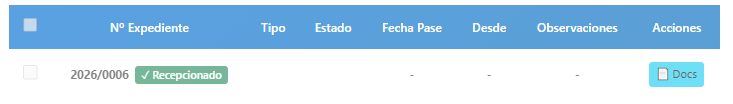 Nº Expediente Tipo Estado Fecha Pase Desde Observaciones Acciones
2026/0006 ✓ Recepcionado - - - Docs